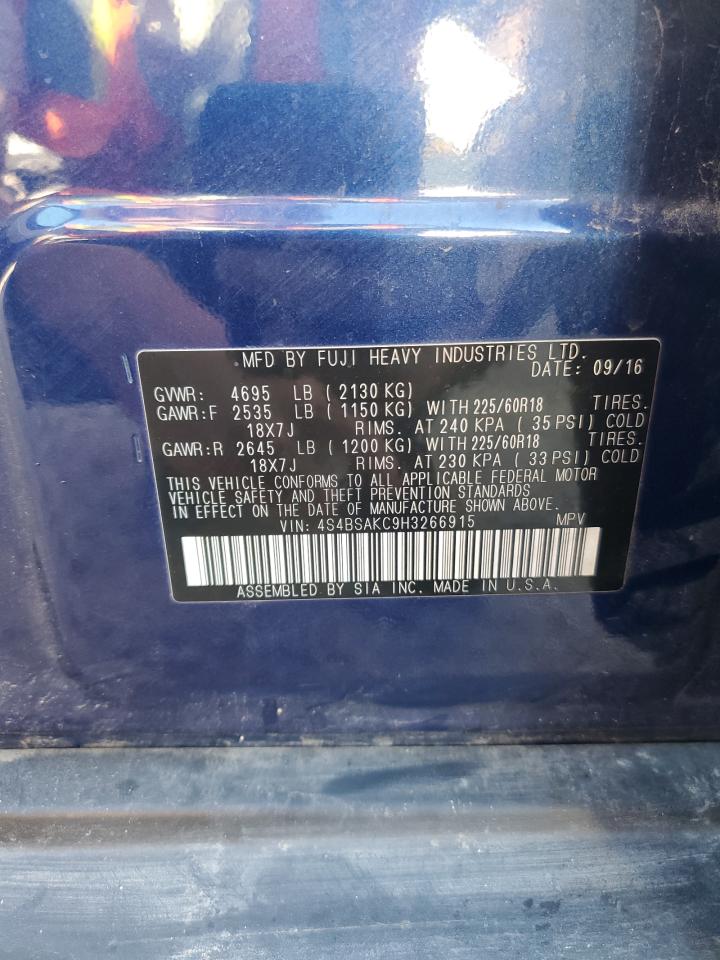 MFD BY FUJI HEAVY INDUSTRIES LTD.
DATE: 09/16
GVWR: 4695 LB ( 2130 KG)
GAWR:F 2535 LB ( 1150 KG) WITH 225/60R18 TIRES.
18X7J RIMS. AT 240 KPA ( 35 PSI) COLD
GAWR:R 2645 LB ( 1200 KG) WITH 225/60R18 TIRES.
18X7J RIMS. AT 230 KPA ( 33 PSI) COLD
THIS VEHICLE CONFORMS TO ALL APPLICABLE FEDERAL MOTOR
VEHICLE SAFETY AND THEFT PREVENTION STANDARDS
IN EFFECT ON THE DATE OF MANUFACTURE SHOWN ABOVE.
VIN: 4S4BSAKC9H3266915 MPV
ASSEMBLED BY SIA INC. MADE IN U.S.A.